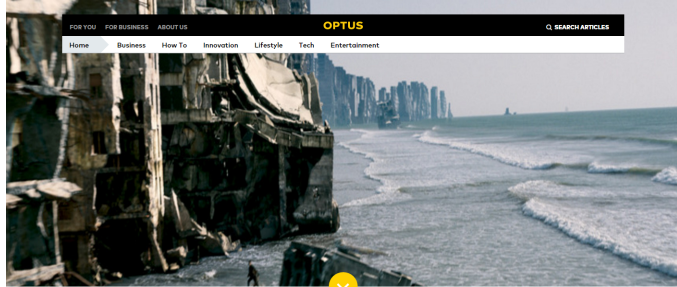 FOR YOU FOR BUSINESS ABOUT US OPTUS SEARCH ARTICLES
Home Business How To Innovation Lifestyle Tech Entertainment